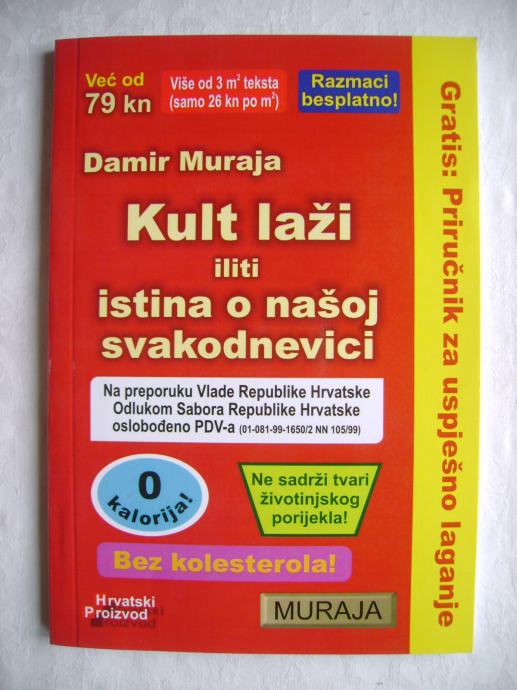 Već od
79 kn
Više od 3 m² teksta
(samo 26 kn po m²)
Razmaci
besplatno!
Damir Muraja
Kult laži
iliti
istina o našoj
svakodnevici
Na preporuku Vlade Republike Hrvatske
Odlukom Sabora Republike Hrvatske
oslobođeno PDV-a (01-081-99-1650/2 NN 105/99)
0
kalorija!
Ne sadrži tvari
životinjskog
porijekla!
Bez kolesterola!
Hrvatski
Proizvod
MURAJA
Gratis: Priručnik za uspješno laganje